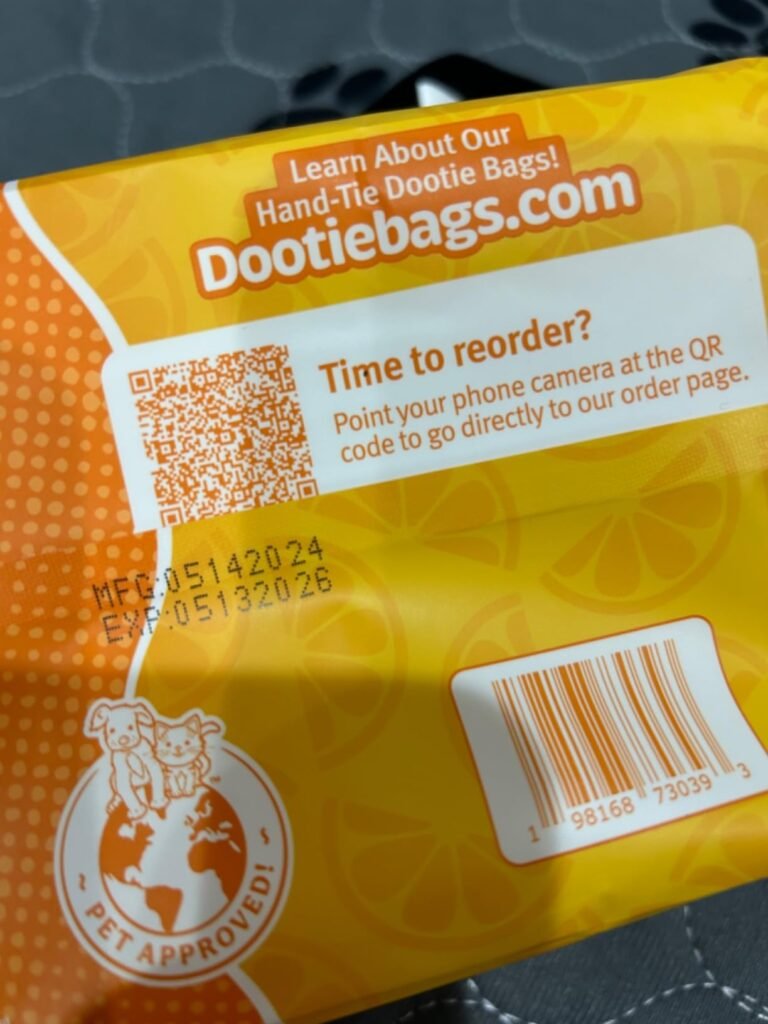 Learn About Our
Hand-Tie Dootie Bags!
Dootiebags.com
Time to reorder?
Point your phone camera at the QR
code to go directly to our order page.
MFG:05142024
EXP:05132026
1 98168 73039 3
~ PET APPROVED! ~